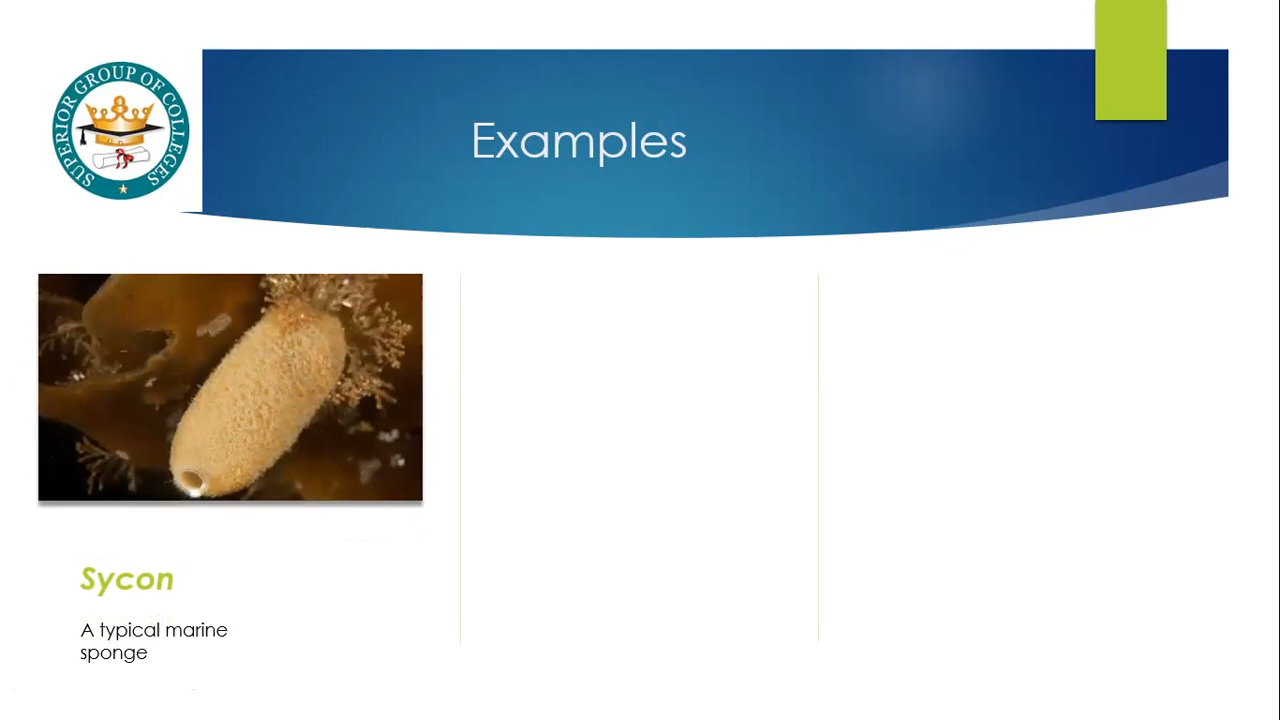 SUPERIOR GROUP OF COLLEGES
Examples
Sycon
A typical marine
sponge